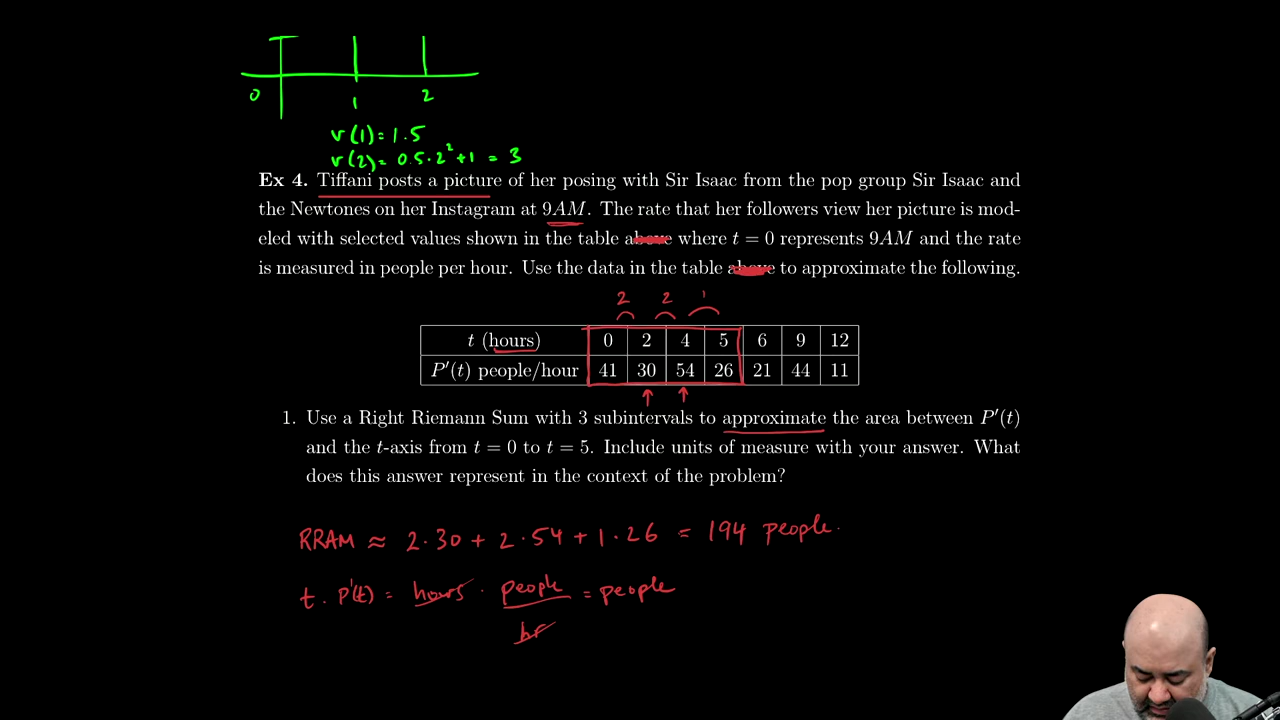 0 1 2
v(1) = 1.5
v(2) = 0.5·2² + 1 = 3
Ex 4. Tiffani posts a picture of her posing with Sir Isaac from the pop group Sir Isaac and
the Newtones on her Instagram at 9AM. The rate that her followers view her picture is mod-
eled with selected values shown in the table above where t = 0 represents 9AM and the rate
is measured in people per hour. Use the data in the table above to approximate the following.
2 2 1
t (hours) 0 2 4 5 6 9 12
P′(t) people/hour 41 30 54 26 21 44 11
1. Use a Right Riemann Sum with 3 subintervals to approximate the area between P′(t)
and the t-axis from t = 0 to t = 5. Include units of measure with your answer. What
does this answer represent in the context of the problem?
RRAM ≈ 2·30 + 2·54 + 1·26 = 194 people.
t · P′(t) = hours · people/hr = people